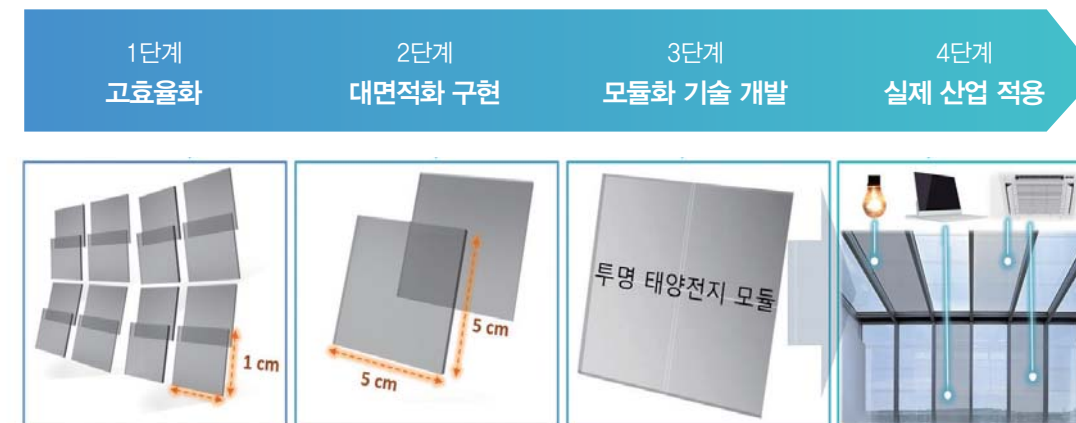 1단계
고효율화
2단계
대면적화 구현
3단계
모듈화 기술 개발
4단계
실제 산업 적용
1 cm
5 cm
5 cm
투명 태양전지 모듈